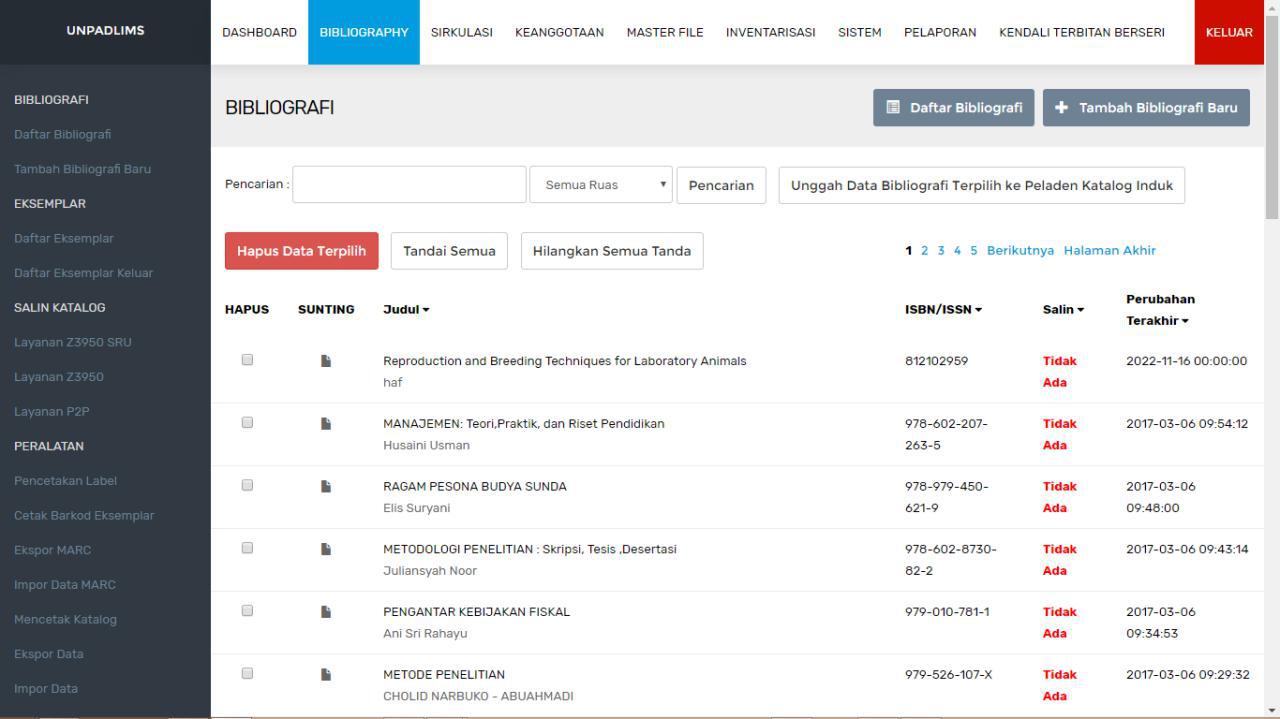 UNPADLIMS
DASHBOARD BIBLIOGRAPHY SIRKULASI KEANGGOTAAN MASTER FILE INVENTARISASI SISTEM PELAPORAN KENDALI TERBITAN BERSERI KELUAR
BIBLIOGRAFI
Daftar Bibliografi
Tambah Bibliografi Baru
EKSEMPLAR
Daftar Eksemplar
Daftar Eksemplar Keluar
SALIN KATALOG
Layanan Z3950 SRU
Layanan Z3950
Layanan P2P
PERALATAN
Pencetakan Label
Cetak Barkod Eksemplar
Ekspor MARC
Impor Data MARC
Mencetak Katalog
Ekspor Data
Impor Data
BIBLIOGRAFI
Daftar Bibliografi
Tambah Bibliografi Baru
Pencarian : Semua Ruas Pencarian Unggah Data Bibliografi Terpilih ke Peladen Katalog Induk
Hapus Data Terpilih Tandai Semua Hilangkan Semua Tanda 1 2 3 4 5 Berikutnya Halaman Akhir
HAPUS SUNTING Judul ISBN/ISSN Salin Perubahan
Terakhir
Reproduction and Breeding Techniques for Laboratory Animals 812102959 Tidak 2022-11-16 00:00:00
haf Ada
MANAJEMEN: Teori,Praktik, dan Riset Pendidikan 978-602-207- Tidak 2017-03-06 09:54:12
Husaini Usman 263-5 Ada
RAGAM PESONA BUDYA SUNDA 978-979-450- Tidak 2017-03-06
Elis Suryani 621-9 Ada 09:48:00
METODOLOGI PENELITIAN : Skripsi, Tesis ,Desertasi 978-602-8730- Tidak 2017-03-06 09:43:14
Juliansyah Noor 82-2 Ada
PENGANTAR KEBIJAKAN FISKAL 979-010-781-1 Tidak 2017-03-06
Ani Sri Rahayu Ada 09:34:53
METODE PENELITIAN 979-526-107-X Tidak 2017-03-06 09:29:32
CHOLID NARBUKO - ABUAHMADI Ada